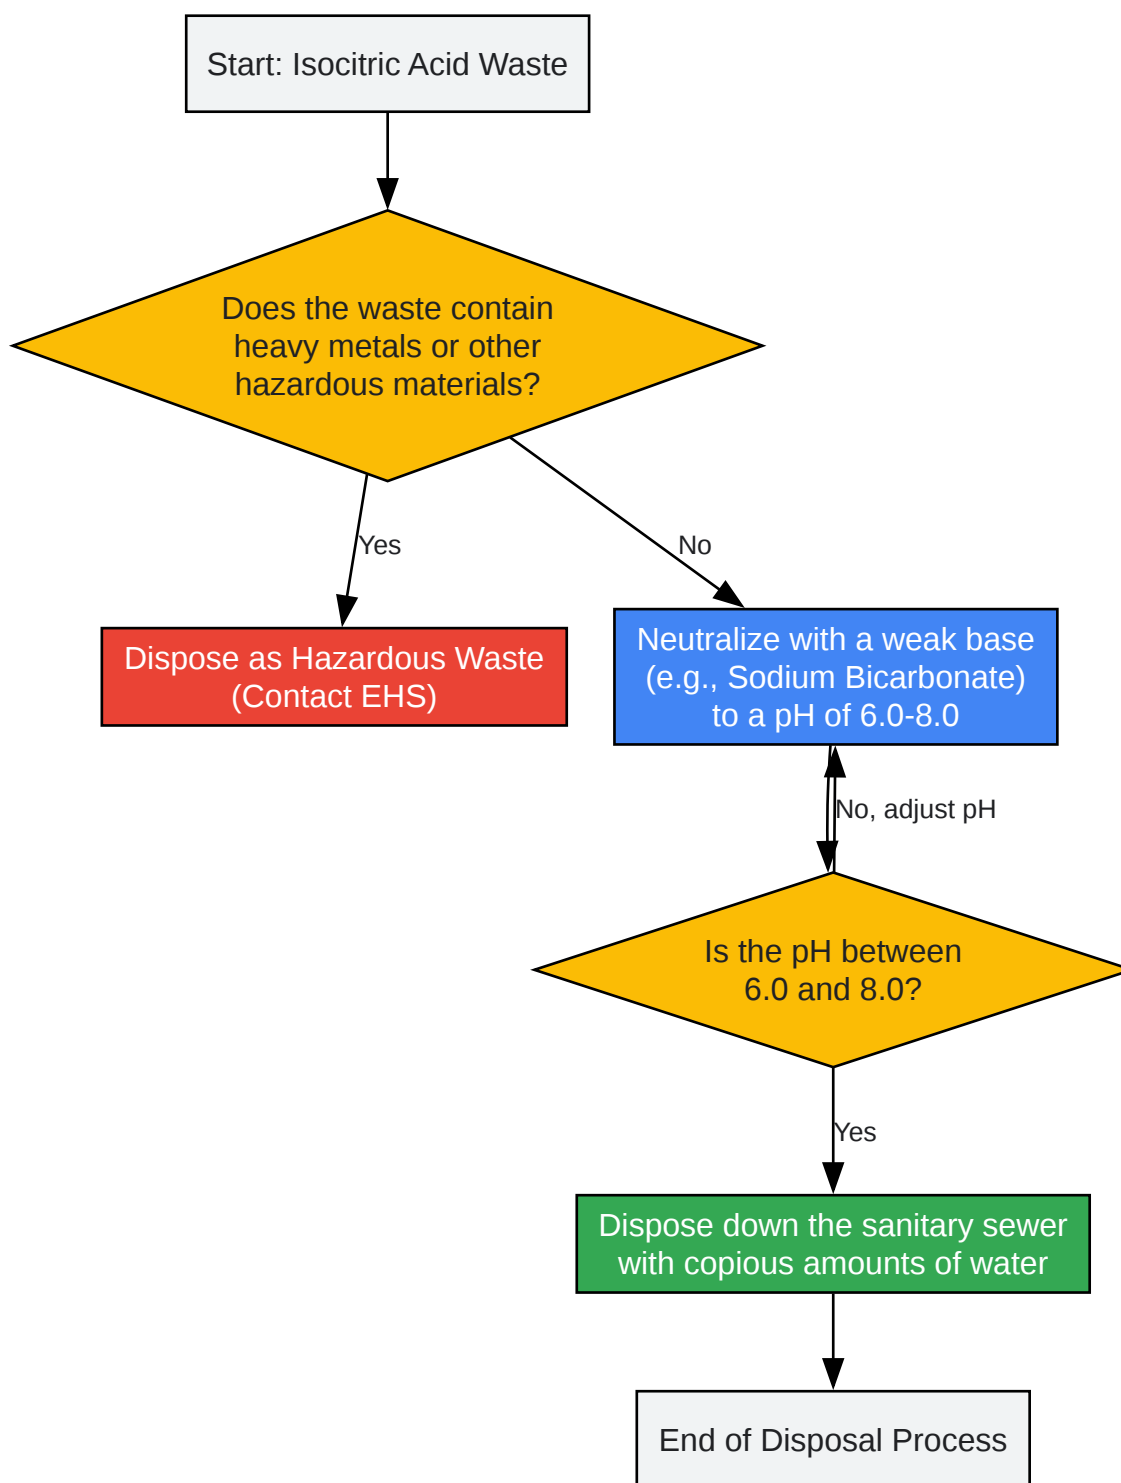 Start: Isocitric Acid Waste
Does the waste contain
heavy metals or other
hazardous materials?
Yes
No
Dispose as Hazardous Waste
(Contact EHS)
Neutralize with a weak base
(e.g., Sodium Bicarbonate)
to a pH of 6.0-8.0
No, adjust pH
Is the pH between
6.0 and 8.0?
Yes
Dispose down the sanitary sewer
with copious amounts of water
End of Disposal Process